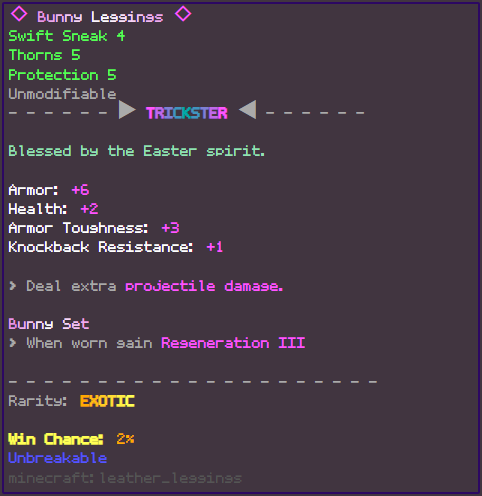 ◇ Bunny Leggings ◇
Swift Sneak 4
Thorns 5
Protection 5
Unmodifiable
- - - - - - ▶ TRICKSTER ◀ - - - - - -
Blessed by the Easter spirit.
Armor: +6
Health: +2
Armor Toughness: +3
Knockback Resistance: +1
> Deal extra projectile damage.
Bunny Set
> When worn gain Regeneration III
- - - - - - - - - - - - - - - - - - - - -
Rarity: EXOTIC
Win Chance: 2%
Unbreakable
minecraft:leather_leggings